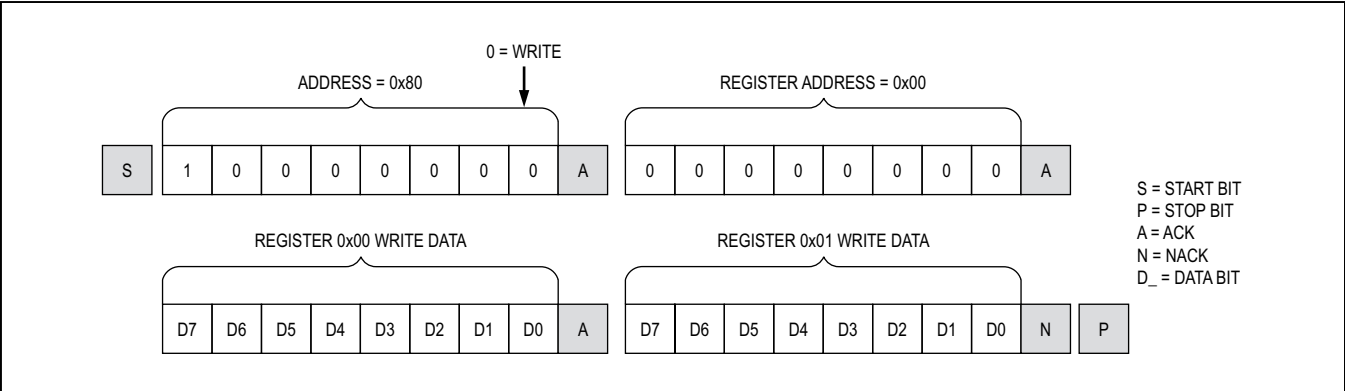 0 = WRITE
ADDRESS = 0x80 REGISTER ADDRESS = 0x00
S 1 0 0 0 0 0 0 0 A 0 0 0 0 0 0 0 0 A
REGISTER 0x00 WRITE DATA REGISTER 0x01 WRITE DATA
D7 D6 D5 D4 D3 D2 D1 D0 A D7 D6 D5 D4 D3 D2 D1 D0 N P
S = START BIT
P = STOP BIT
A = ACK
N = NACK
D_ = DATA BIT